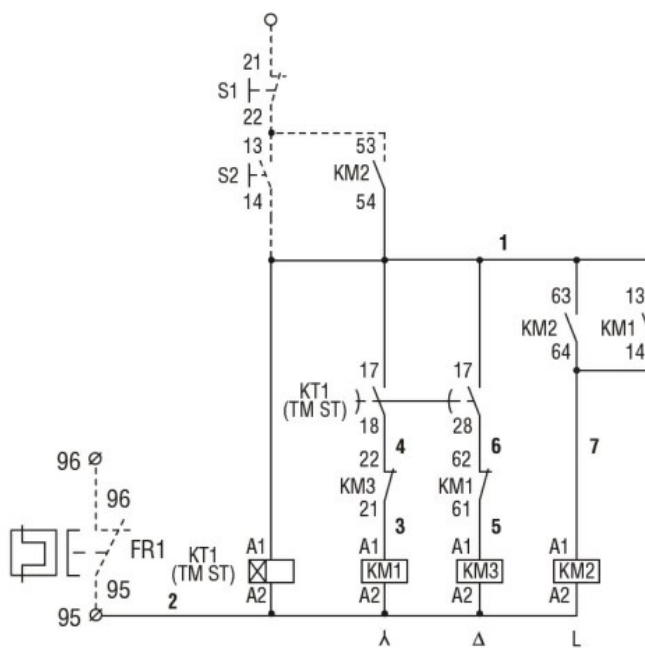 21
S1
22
13 53
S2 KM2
14 54
1
63 13
KM2 KM1
64 14
17 17
KT1
(TM ST)
18 4 28 6 7
96 22 62
96 KM3 KM1
21 3 61 5
FR1 KT1
(TM ST)
A1 A1 A1 A1
KM1 KM3 KM2
95 A2 A2 A2 A2
95 2
⅄ Δ L